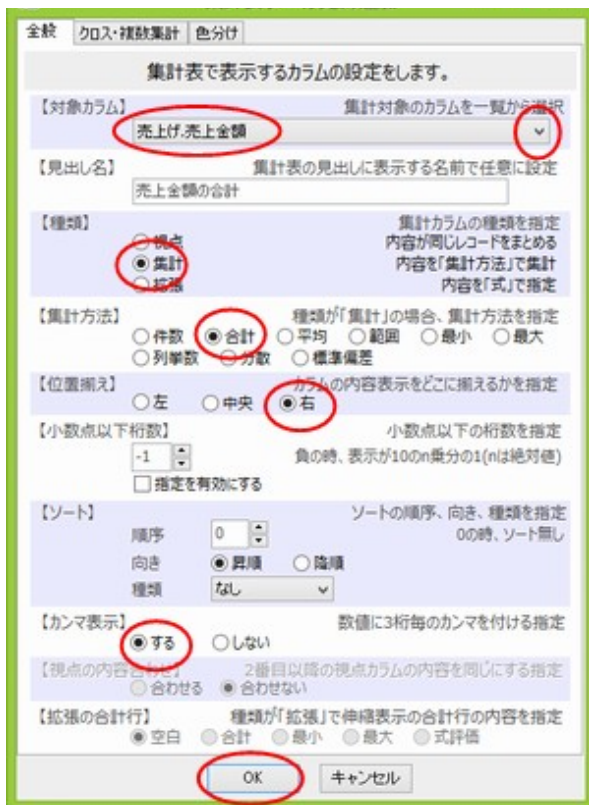 全般 クロス・複数集計 色分け
集計表で表示するカラムの設定をします。
【対象カラム】 集計対象のカラムを一覧から選択
売上げ.売上金額
【見出し名】 集計表の見出しに表示する名前で任意に設定
売上金額の合計
【種類】 集計カラムの種類を指定
視点 内容が同じレコードをまとめる
集計 内容を「集計方法」で集計
拡張 内容を「式」で指定
【集計方法】 種類が「集計」の場合、集計方法を指定
件数 合計 平均 範囲 最小 最大
列挙数 分散 標準偏差
【位置揃え】 カラムの内容表示をどこに揃えるかを指定
左 中央 右
【小数点以下桁数】 小数点以下の桁数を指定
-1 負の時、表示が10のn乗分の1(nは絶対値)
指定を有効にする
【ソート】 ソートの順序、向き、種類を指定
順序 0 0の時、ソート無し
向き 昇順 降順
種類 なし
【カンマ表示】 数値に3桁毎のカンマを付ける指定
する しない
【視点の内容合わせ】 2番目以降の視点カラムの内容を同じにする指定
合わせる 合わせない
【拡張の合計行】 種類が「拡張」で伸縮表示の合計行の内容を指定
空白 合計 最小 最大 式評価
OK キャンセル